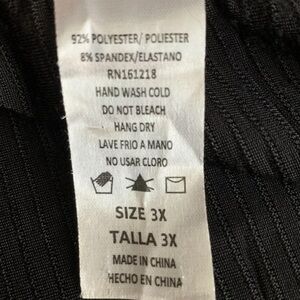 92% POLYESTER/ POLIESTER
8% SPANDEX/ELASTANO
RN161218
HAND WASH COLD
DO NOT BLEACH
HANG DRY
LAVE FRIO A MANO
NO USAR CLORO
SIZE 3X
TALLA 3X
MADE IN CHINA
HECHO EN CHINA